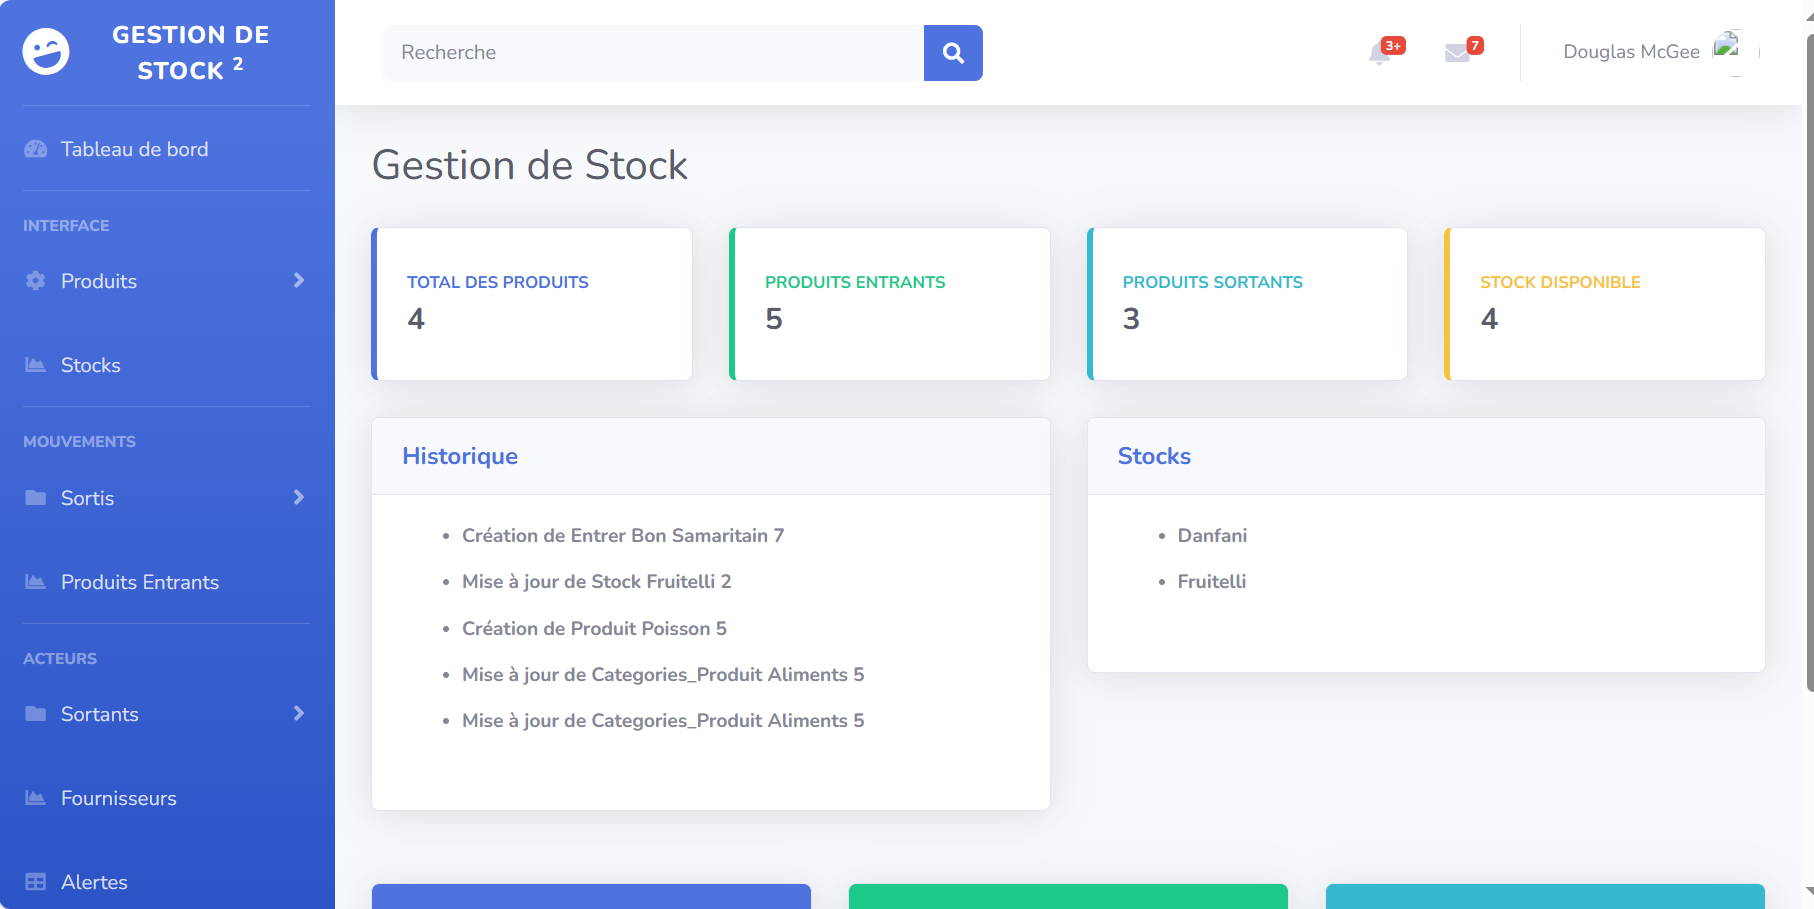 GESTION DE
STOCK 2
Tableau de bord
INTERFACE
Produits
Stocks
MOUVEMENTS
Sortis
Produits Entrants
ACTEURS
Sortants
Fournisseurs
Alertes
Recherche
3+
7
Douglas McGee
Gestion de Stock
TOTAL DES PRODUITS
4
PRODUITS ENTRANTS
5
PRODUITS SORTANTS
3
STOCK DISPONIBLE
4
Historique
Création de Entrer Bon Samaritain 7
Mise à jour de Stock Fruitelli 2
Création de Produit Poisson 5
Mise à jour de Categories_Produit Aliments 5
Mise à jour de Categories_Produit Aliments 5
Stocks
Danfani
Fruitelli